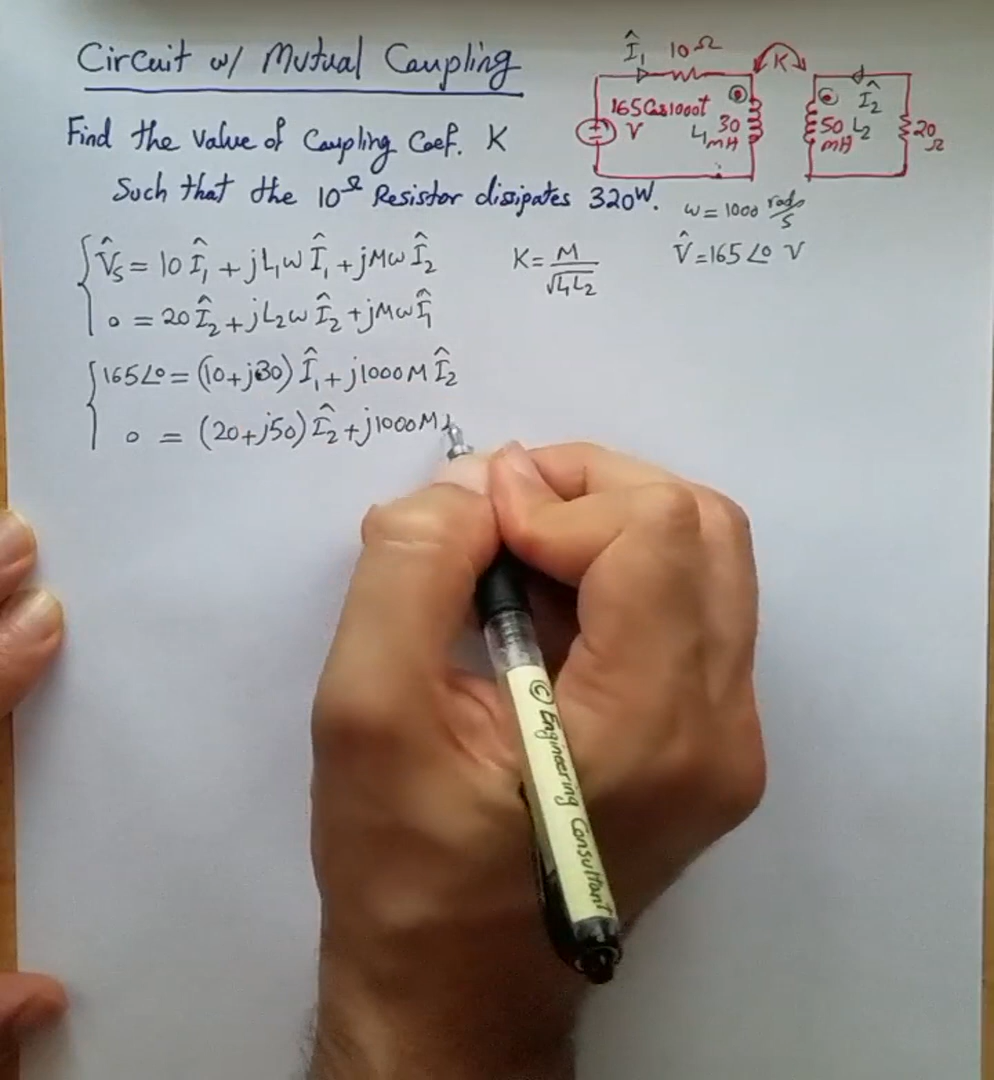 Circuit w/ Mutual Coupling
Find the value of Coupling Coef. K
Such that the 10Ω Resistor dissipates 320W.
Î₁ 10Ω K
165Cos1000t V
L₁ 30 mH
50 L₂ mH
Î₂
20Ω
ω = 1000 rad/s
V̂ = 165∠0 V
V̂s = 10 Î₁ + jL₁ω Î₁ + jMω Î₂
0 = 20 Î₂ + jL₂ω Î₂ + jMω Î₁
K = M/√L₁L₂
165∠0 = (10+j30) Î₁ + j1000M Î₂
0 = (20+j50) Î₂ + j1000M
© Engineering Consultant